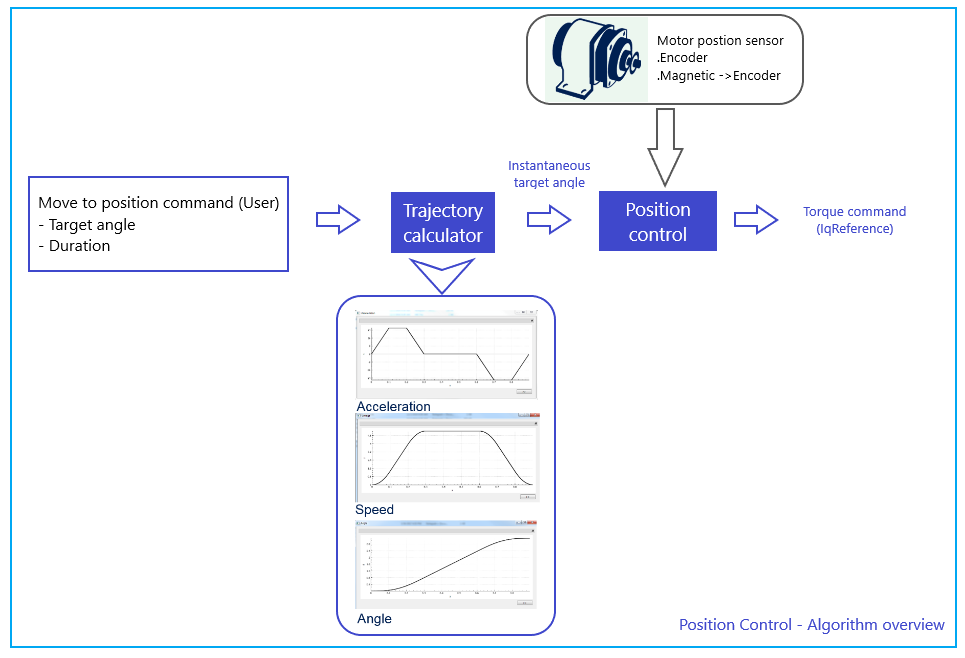 Motor postion sensor
.Encoder
.Magnetic ->Encoder
Instantaneous
target angle
Move to position command (User)
- Target angle
- Duration
Trajectory
calculator
Position
control
Torque command
(IqReference)
Acceleration
Speed
Angle
Position Control - Algorithm overview